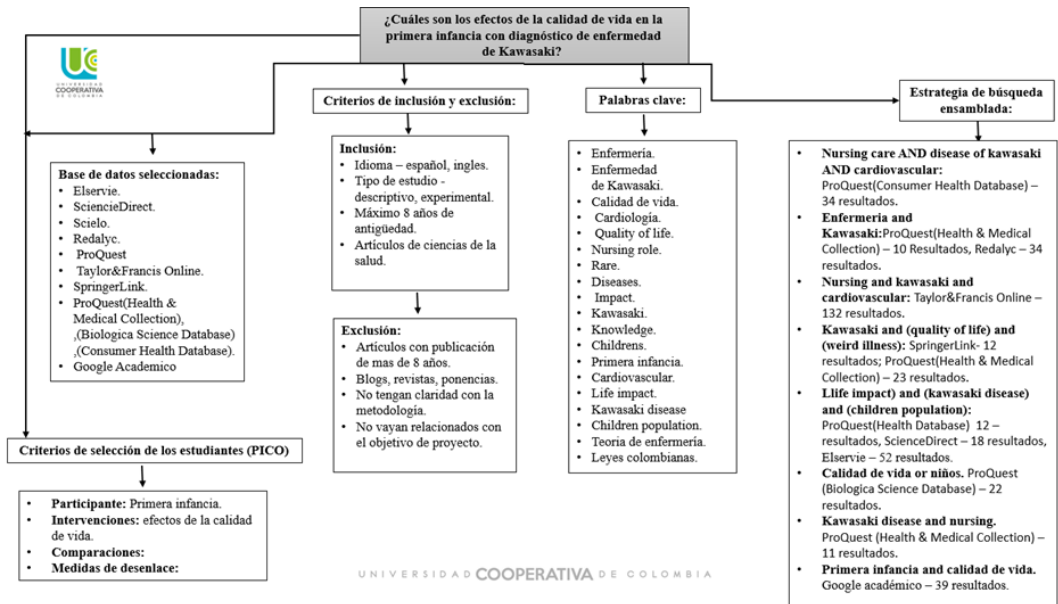 ¿Cuáles son los efectos de la calidad de vida en la
primera infancia con diagnóstico de enfermedad
de Kawasaki?
UNIVERSIDAD
COOPERATIVA
DE COLOMBIA
Base de datos seleccionadas:
• Elservie.
• ScienceDirect.
• Scielo.
• Redalyc.
• ProQuest
• Taylor&Francis Online.
• SpringerLink.
• ProQuest(Health &
Medical Collection),
,(Biologica Science Database)
,(Consumer Health Database).
• Google Academico
Criterios de selección de los estudiantes (PICO)
• Participante: Primera infancia.
• Intervenciones: efectos de la calidad
de vida.
• Comparaciones:
• Medidas de desenlace:
Criterios de inclusión y exclusión:
Inclusión:
• Idioma – español, ingles.
• Tipo de estudio -
descriptivo, experimental.
• Máximo 8 años de
antigüedad.
• Artículos de ciencias de la
salud.
Exclusión:
• Artículos con publicación
de mas de 8 años.
• Blogs, revistas, ponencias.
• No tengan claridad con la
metodología.
• No vayan relacionados con
el objetivo de proyecto.
Palabras clave:
• Enfermería.
• Enfermedad
de Kawasaki.
• Calidad de vida.
• Cardiología.
• Quality of life.
• Nursing role.
• Rare.
• Diseases.
• Impact.
• Kawasaki.
• Knowledge.
• Childrens.
• Primera infancia.
• Cardiovascular.
• Life impact.
• Kawasaki disease
• Children population.
• Teoria de enfermería.
• Leyes colombianas.
Estrategia de búsqueda
ensamblada:
• Nursing care AND disease of kawasaki
AND cardiovascular:
ProQuest(Consumer Health Database) –
34 resultados.
• Enfermeria and
Kawasaki:ProQuest(Health & Medical
Collection) – 10 Resultados, Redalyc – 34
resultados.
• Nursing and kawasaki and
cardiovascular: Taylor&Francis Online –
132 resultados.
• Kawasaki and (quality of life) and
(weird illness): SpringerLink- 12
resultados; ProQuest(Health & Medical
Collection) – 23 resultados.
• Llife impact) and (kawasaki disease)
and (children population):
ProQuest(Health Database) 12 –
resultados, ScienceDirect – 18 resultados,
Elservie – 52 resultados.
• Calidad de vida or niños. ProQuest
(Biologica Science Database) – 22
resultados.
• Kawasaki disease and nursing.
ProQuest (Health & Medical Collection) –
11 resultados.
• Primera infancia and calidad de vida.
Google académico – 39 resultados.
UNIVERSIDAD COOPERATIVA DE COLOMBIA